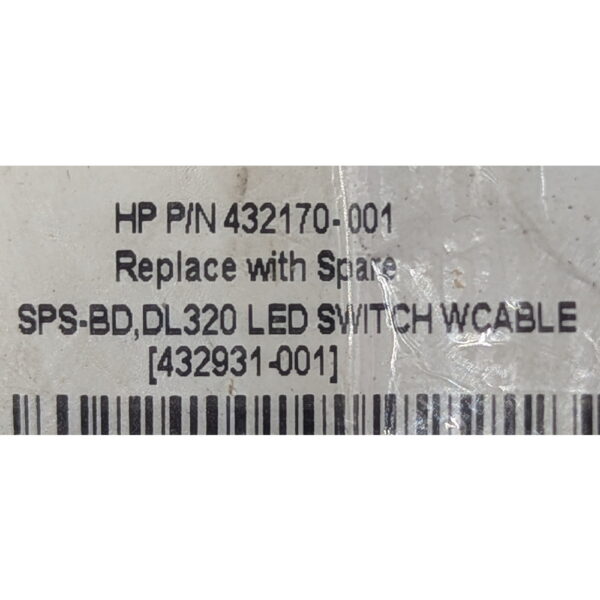 HP P/N 432170-001
Replace with Spare
SPS-BD,DL320 LED SWITCH WCABLE
[432931-001]